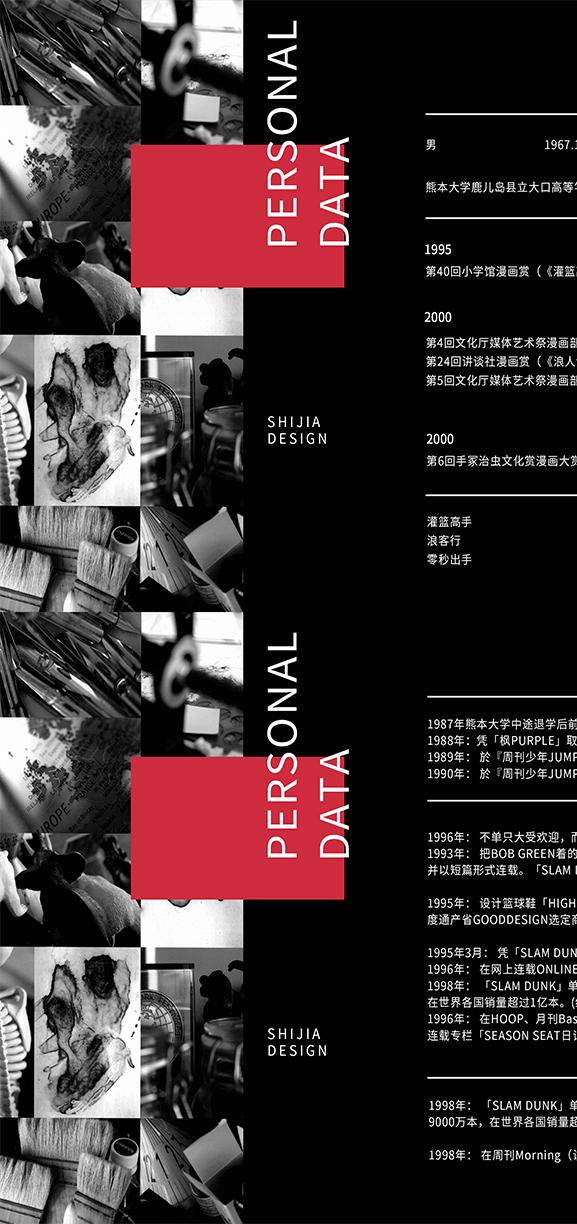 PERSONAL
DATA
SHIJIA
DESIGN
男 1967.1
熊本大学鹿儿岛县立大口高等学
1995
第40回小学馆漫画赏（《灌篮高
2000
第4回文化厅媒体艺术祭漫画部
第24回讲谈社漫画赏（《浪人
第5回文化厅媒体艺术祭漫画部
2000
第6回手冢治虫文化赏漫画大赏
灌篮高手
浪客行
零秒出手
EUROPE
PERSONAL
DATA
SHIJIA
DESIGN
1987年熊本大学中途退学后前
1988年：凭「枫PURPLE」取
1989年： 於『周刊少年JUMP
1990年： 於『周刊少年JUMP
1996年： 不单只大受欢迎，而
1993年： 把BOB GREEN着的
并以短篇形式连载。「SLAM D
1995年： 设计篮球鞋「HIGH
度通产省GOODDESIGN选定商
1995年3月： 凭「SLAM DUN
1996年： 在网上连载ONLINE
1998年： 「SLAM DUNK」单
在世界各国销量超过1亿本。(
1996年： 在HOOP、月刊Bas
连载专栏「SEASON SEAT日记
1998年： 「SLAM DUNK」单
9000万本，在世界各国销量超
1998年： 在周刊Morning（讲
EUROPE